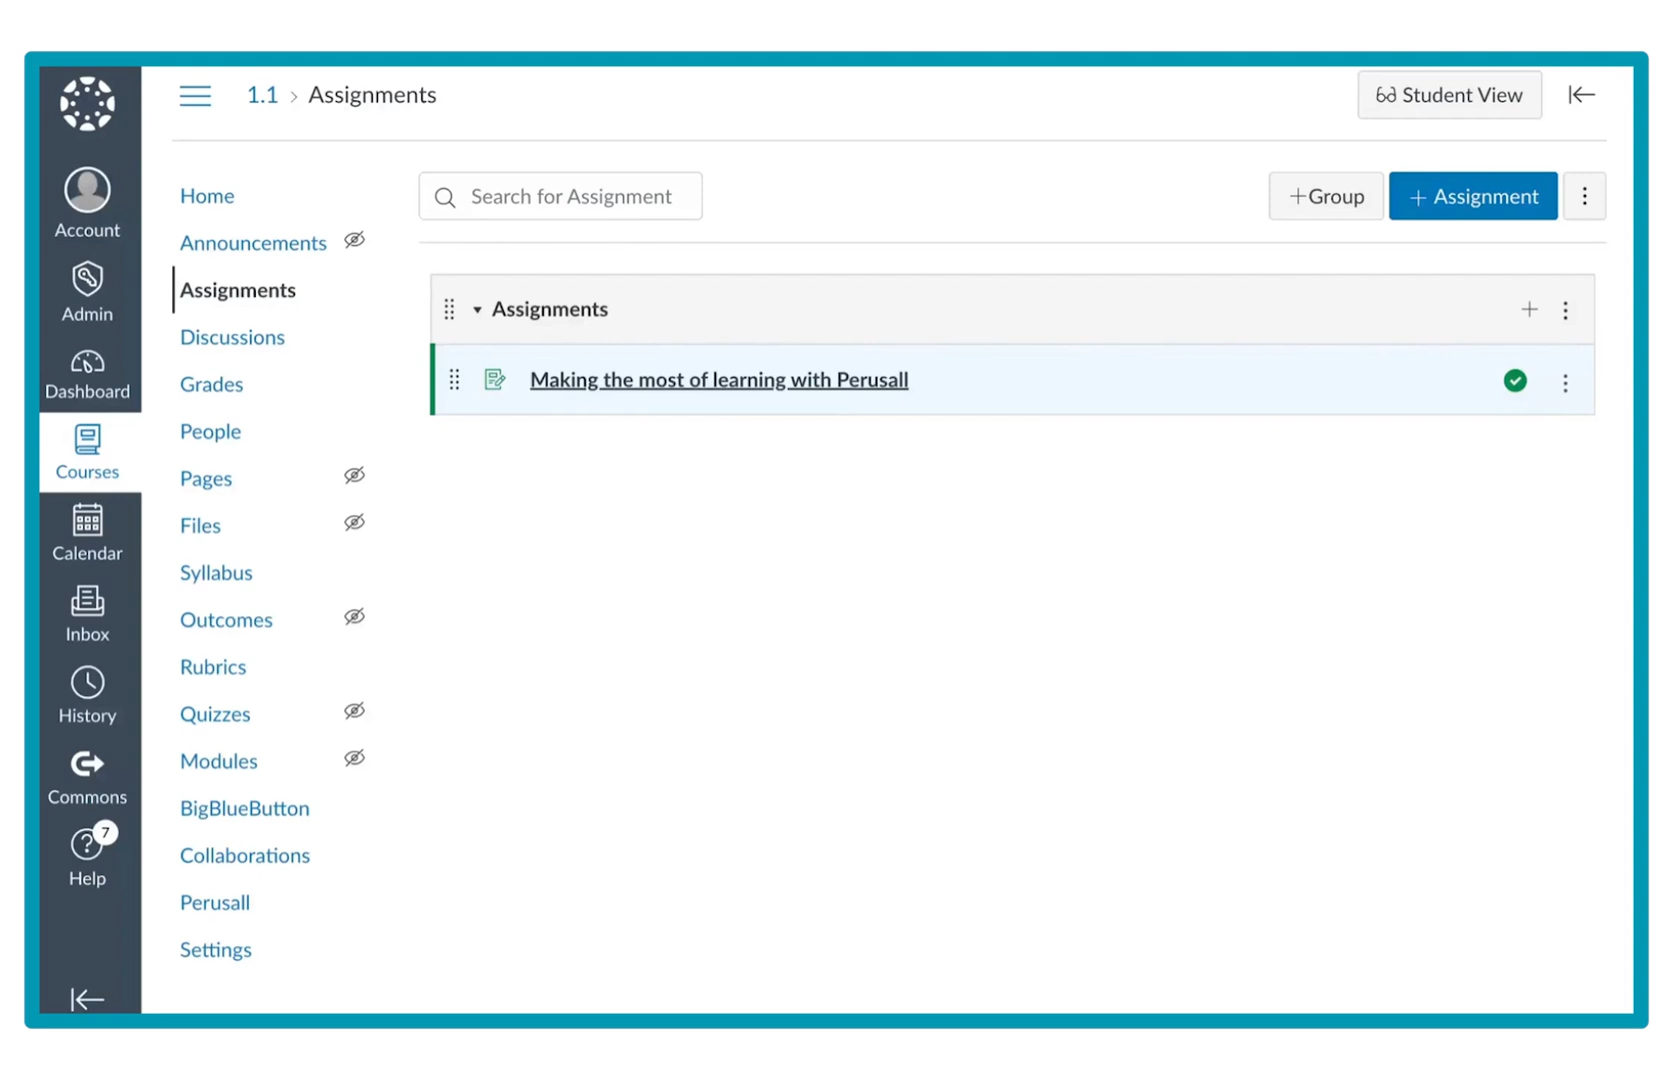 1.1 > Assignments
Student View
Account
Admin
Dashboard
Courses
Calendar
Inbox
History
Commons
7
Help
Home
Announcements
Assignments
Discussions
Grades
People
Pages
Files
Syllabus
Outcomes
Rubrics
Quizzes
Modules
BigBlueButton
Collaborations
Perusall
Settings
Search for Assignment
+Group
+ Assignment
Assignments
Making the most of learning with Perusall